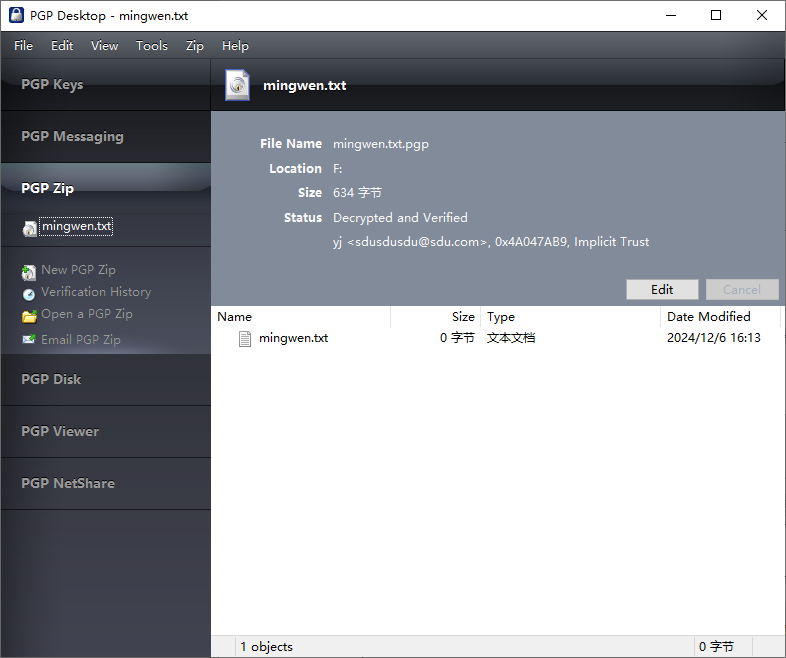 PGP Desktop - mingwen.txt
File Edit View Tools Zip Help
PGP Keys
PGP Messaging
PGP Zip
mingwen.txt
New PGP Zip
Verification History
Open a PGP Zip
Email PGP Zip
PGP Disk
PGP Viewer
PGP NetShare
mingwen.txt
File Name mingwen.txt.pgp
Location F:
Size 634 字节
Status Decrypted and Verified
yj <sdusdusdu@sdu.com>, 0x4A047AB9, Implicit Trust
Edit Cancel
Name Size Type Date Modified
mingwen.txt 0 字节 文本文档 2024/12/6 16:13
1 objects 0 字节